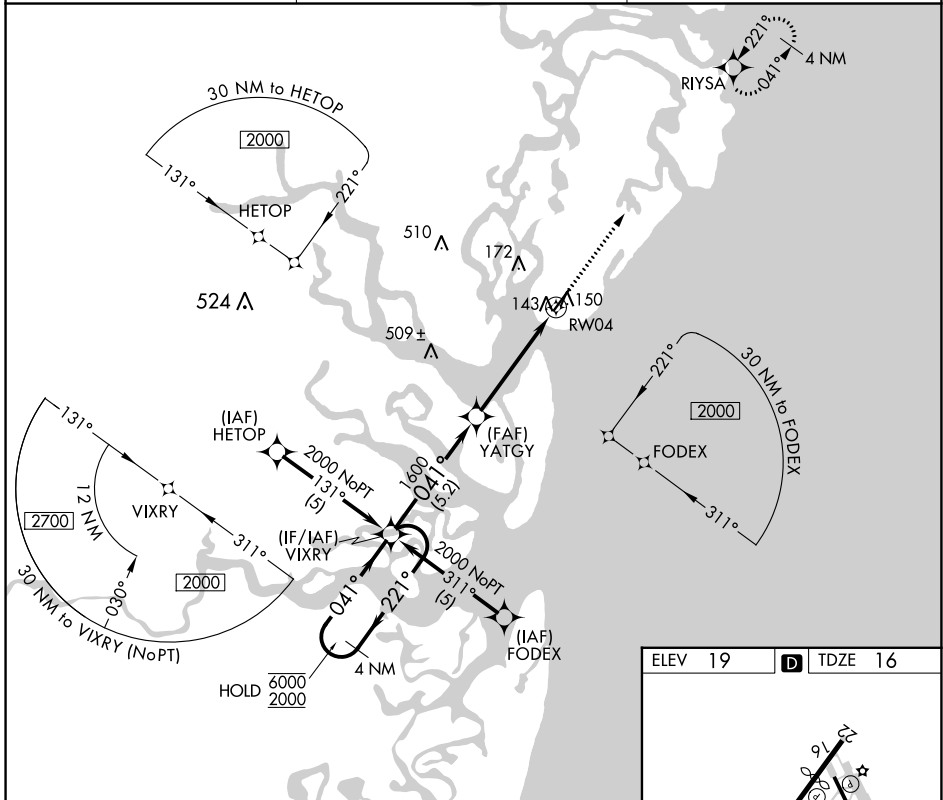 221°
4 NM
041°
RIYSA
30 NM to HETOP
2000
131°
221°
HETOP
510
172
524
143
150
RW04
509 ±
221°
30 NM to FODEX
2000
FODEX
311°
131°
12 NM
VIXRY
2700
311°
2000
030°
30 NM to VIXRY (NoPT)
(IAF)
HETOP
2000 NoPT
131°
(5)
(FAF)
YATGY
1600
041°
(5.2)
(IF/IAF)
VIXRY
2000 NoPT
311°
(5)
041°
221°
(IAF)
FODEX
4 NM
HOLD 6000
2000
ELEV 19 D TDZE 16
22
16
P
P